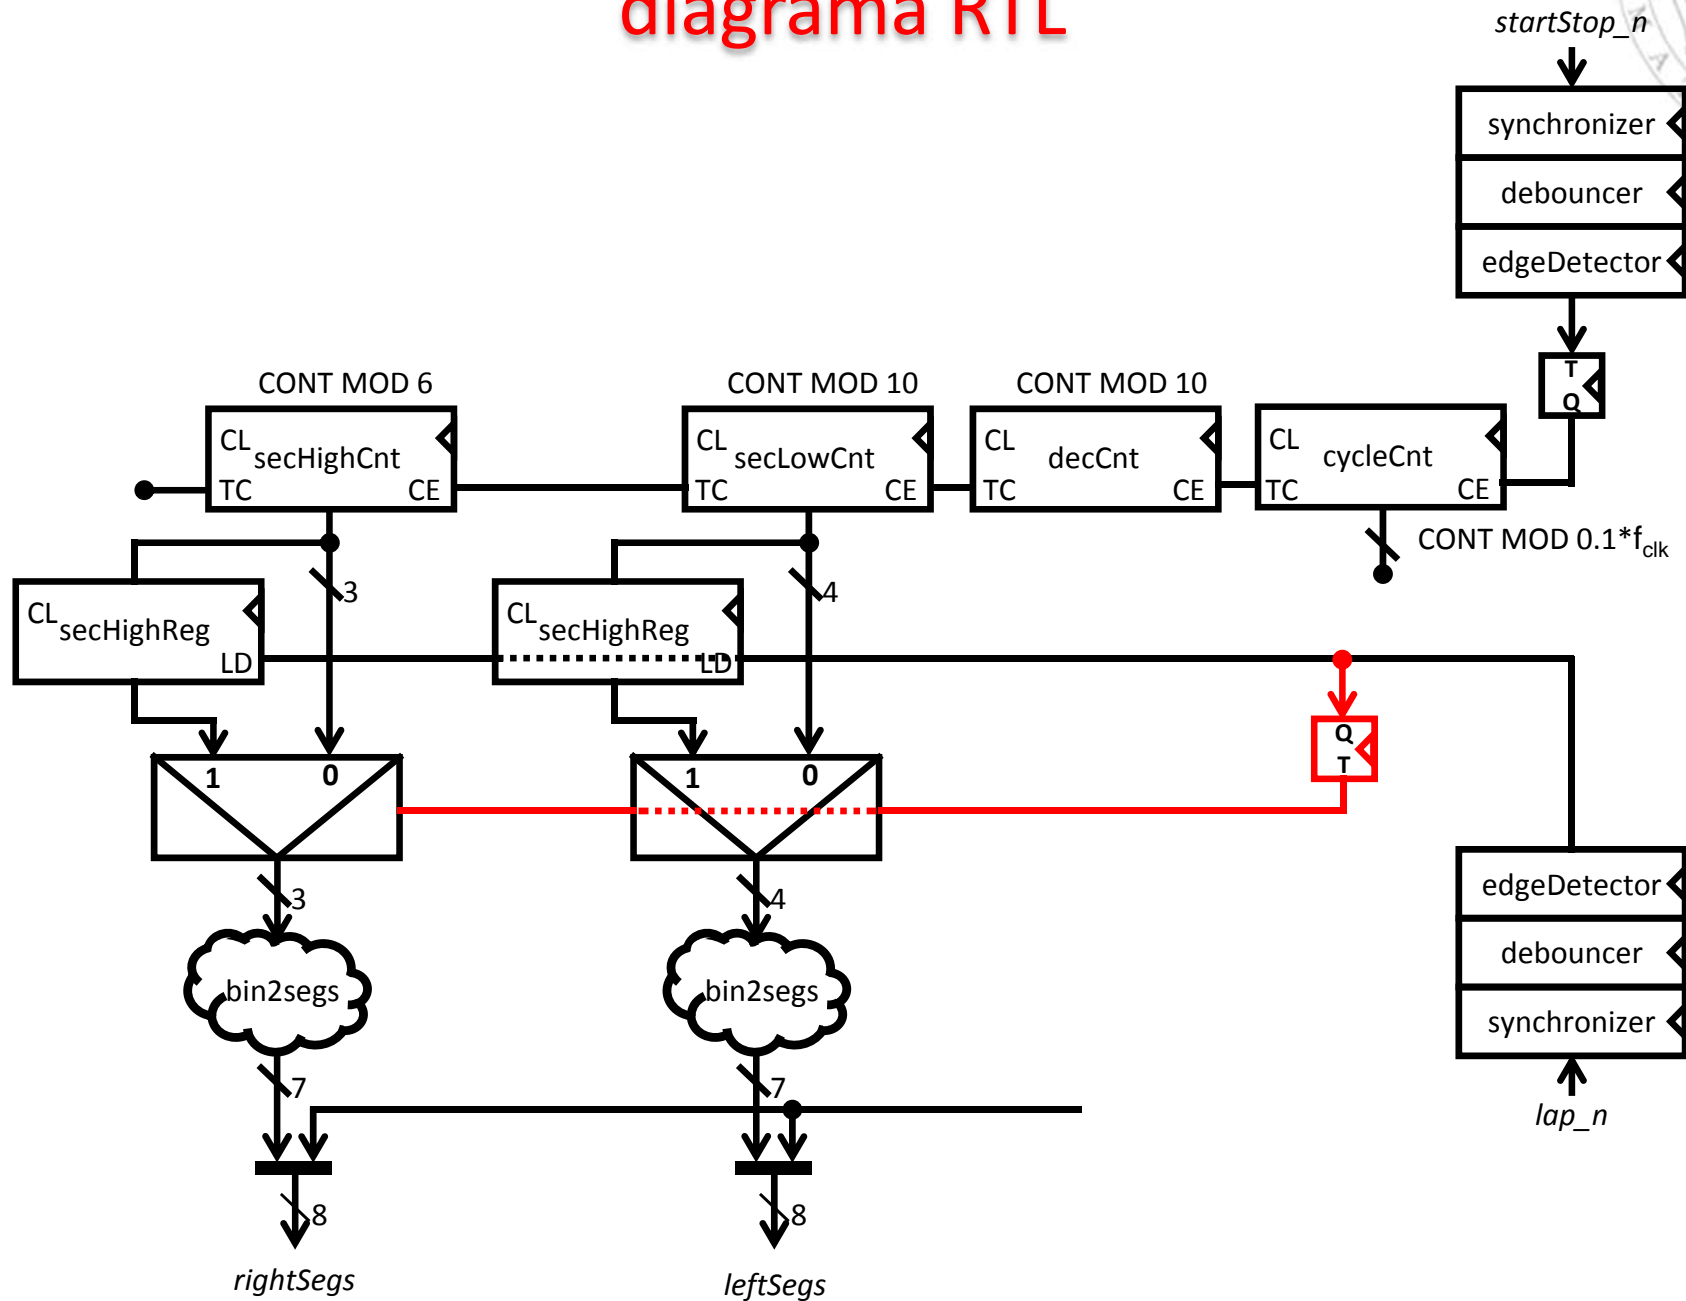 diagrama RTL
startStop_n
synchronizer
debouncer
edgeDetector
T
Q
CONT MOD 6
CONT MOD 10
CONT MOD 10
CL
secHighCnt
TC
CE
CL
secLowCnt
TC
CE
CL
decCnt
TC
CE
CL
cycleCnt
TC
CE
CONT MOD 0.1*fclk
3
4
CL
secHighReg
LD
CL
secHighReg
LD
Q
T
1
0
1
0
3
4
edgeDetector
debouncer
synchronizer
lap_n
bin2segs
bin2segs
7
7
8
8
rightSegs
leftSegs